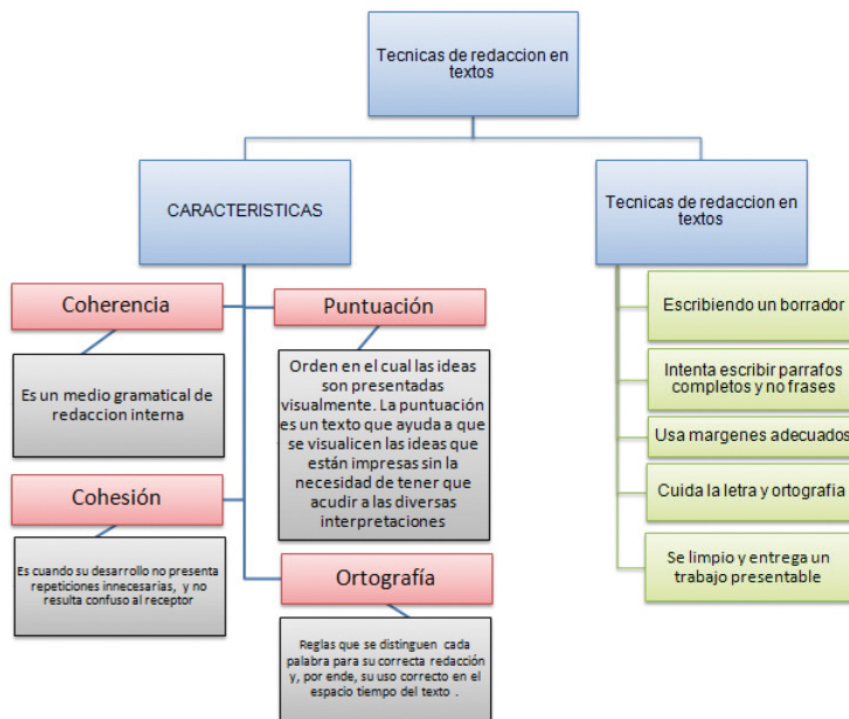 Tecnicas de redaccion en
textos
CARACTERISTICAS
Coherencia
Es un medio gramatical de
redaccion interna
Cohesión
Es cuando su desarrollo no presenta
repeticiones innecesarias, y no
resulta confuso al receptor
Puntuación
Orden en el cual las ideas
son presentadas
visualmente. La puntuación
es un texto que ayuda a que
se visualicen las ideas que
están impresas sin la
necesidad de tener que
acudir a las diversas
interpretaciones
Ortografía
Reglas que se distinguen cada
palabra para su correcta redacción
y, por ende, su uso correcto en el
espacio tiempo del texto .
Tecnicas de redaccion en
textos
Escribiendo un borrador
Intenta escribir parrafos
completos y no frases
Usa margenes adecuados
Cuida la letra y ortografia
Se limpio y entrega un
trabajo presentable